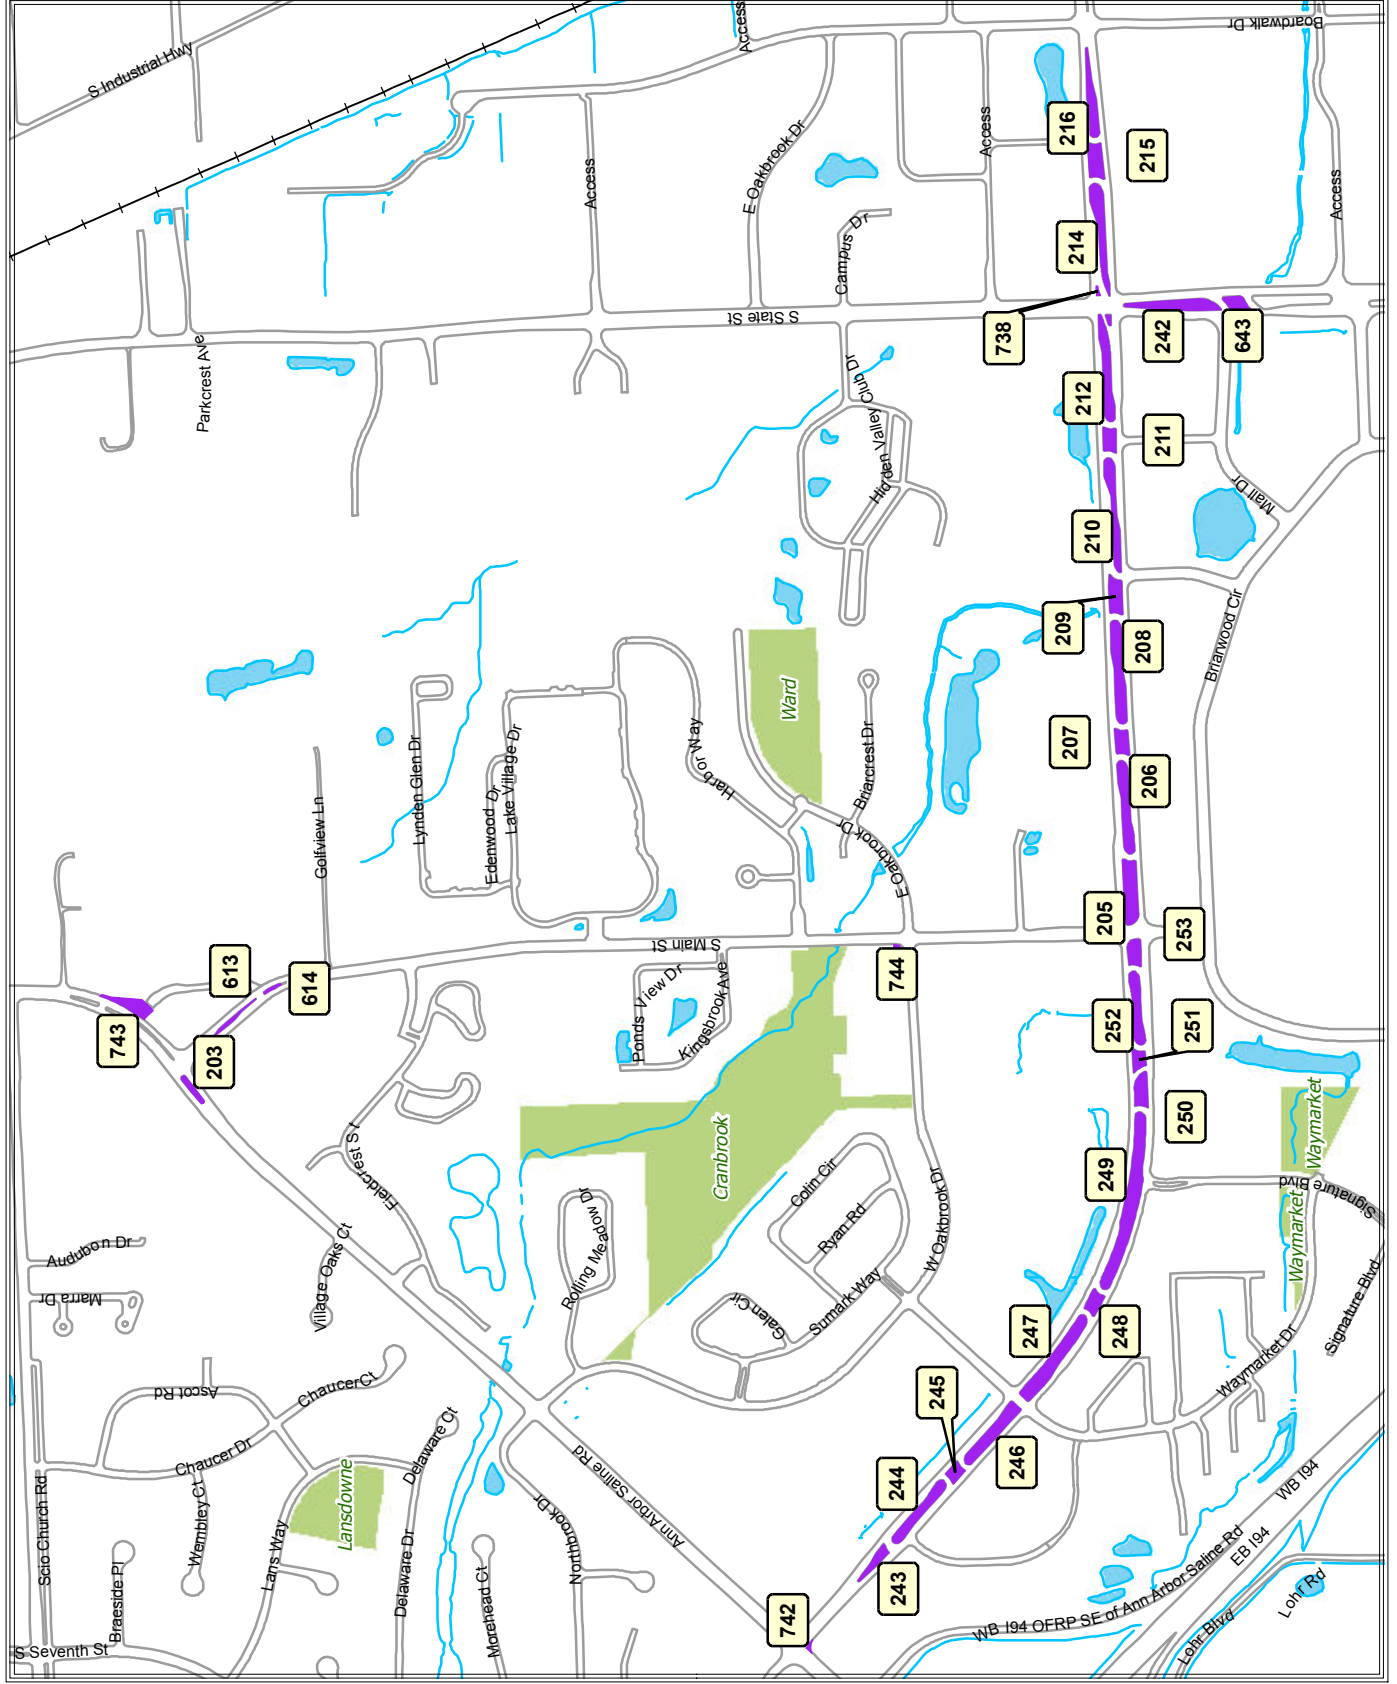 S Industrial Hwy
Access
Boardwalk Dr
216
215
Access
E Oakbrook Dr
Access
Access
Campus Dr
214
S State St
738
242
643
Parkcrest Ave
Hidden Valley Club Dr
212
211
Mall Dr
210
209
208
Briarwood Cir
Ward
207
206
Lynden Glen Dr
Lake Village Dr
Edenwood Dr
Harbor Way
Briarcrest Dr
Golfview Ln
E Oakbrook Dr
205
253
S Main St
613
614
743
203
744
Ponds View Dr
Kingsbrook Ave
252
251
250
249
Cranbrook
Waymarket
Waymarket
Signature Blvd
Signature Blvd
Fieldcrest St
Colin Cir
Ryan Rd
W Oakbrook Dr
Rolling Meadow Dr
Galen Cir
Sumark Way
Audubon Dr
Marra Dr
Village Oaks Ct
247
248
Waymarket Dr
Ascot Rd
Chaucer Ct
Chaucer Dr
Delaware Ct
245
246
244
243
Wembley Ct
Lansdowne
Lans Way
Scio Church Rd
Braeside Pl
Delaware Dr
Morehead Ct
Northbrook Dr
Ann Arbor Saline Rd
742
S Seventh St
WB I94
EB I94
WB I94 OFRP SE of Ann Arbor Saline Rd
Lohr Blvd
Lohr Rd